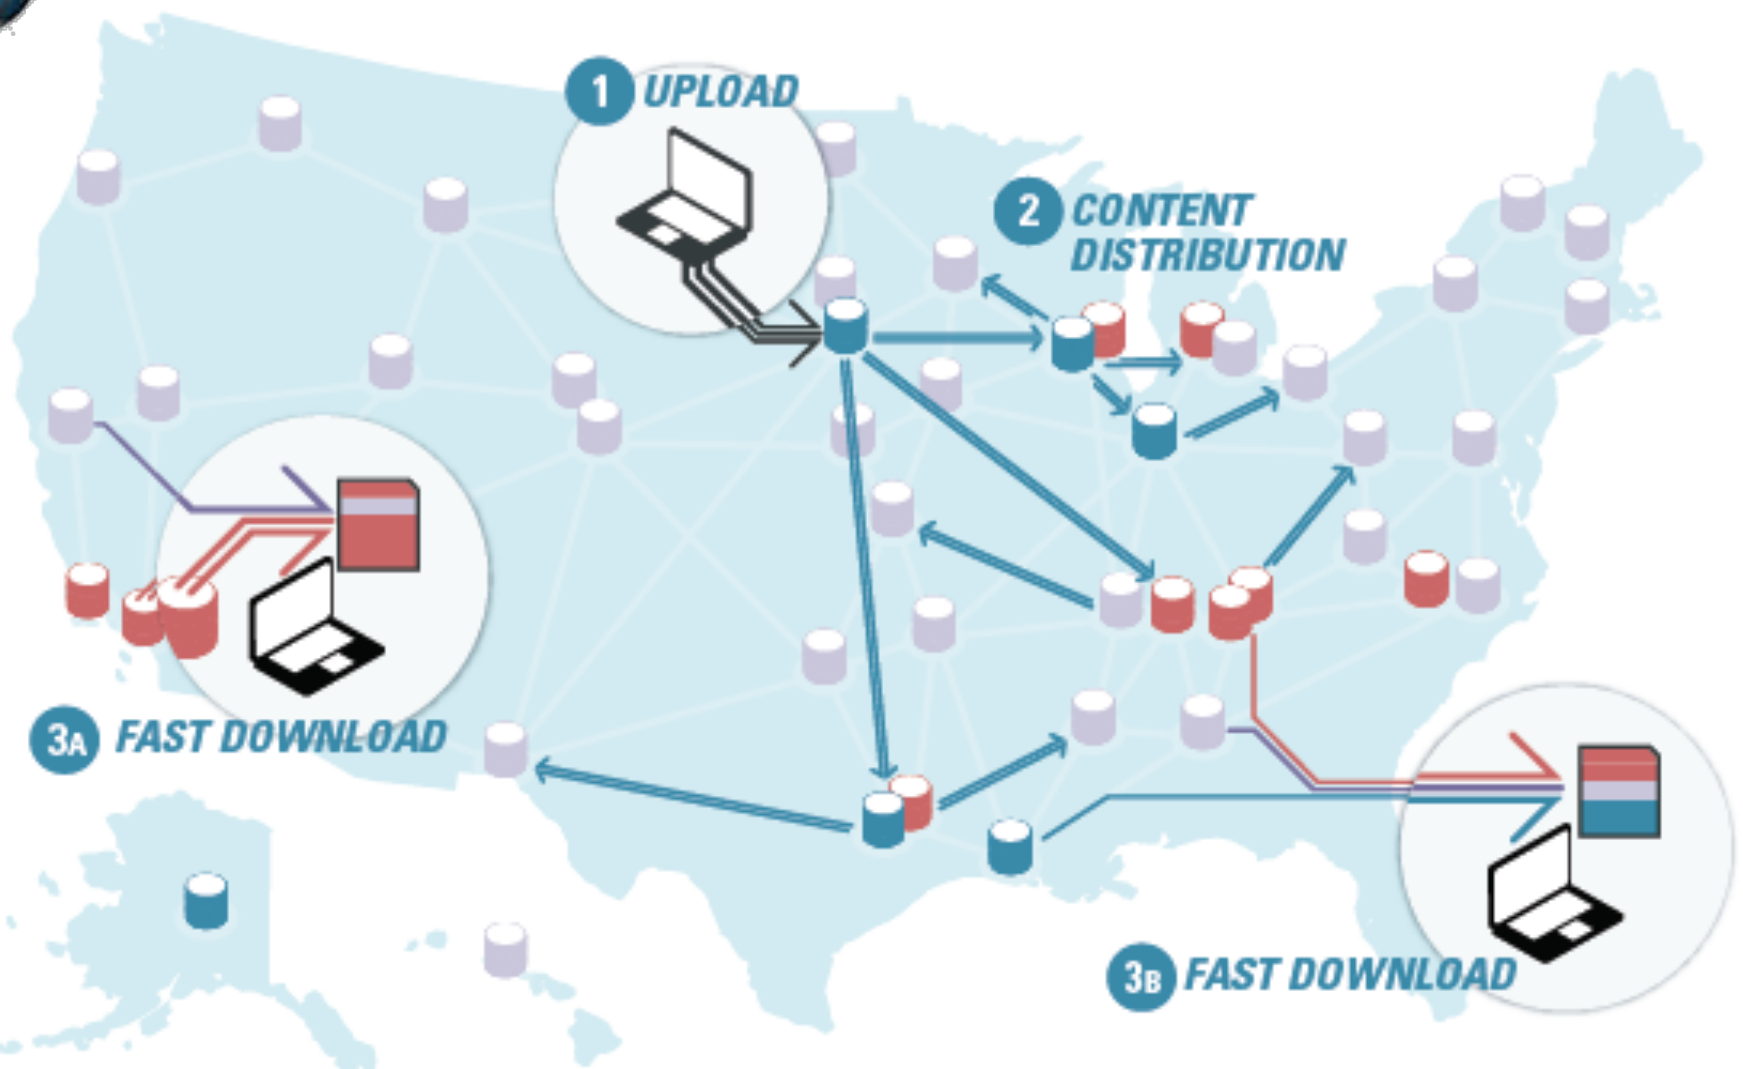 1 UPLOAD
2 CONTENT
DISTRIBUTION
3A FAST DOWNLOAD
3B FAST DOWNLOAD